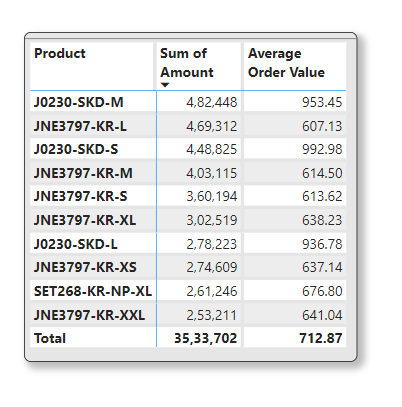 Product Sum of Amount Average Order Value
J0230-SKD-M 4,82,448 953.45
JNE3797-KR-L 4,69,312 607.13
J0230-SKD-S 4,48,825 992.98
JNE3797-KR-M 4,03,115 614.50
JNE3797-KR-S 3,60,194 613.62
JNE3797-KR-XL 3,02,519 638.23
J0230-SKD-L 2,78,223 936.78
JNE3797-KR-XS 2,74,609 637.14
SET268-KR-NP-XL 2,61,246 676.80
JNE3797-KR-XXL 2,53,211 641.04
Total 35,33,702 712.87